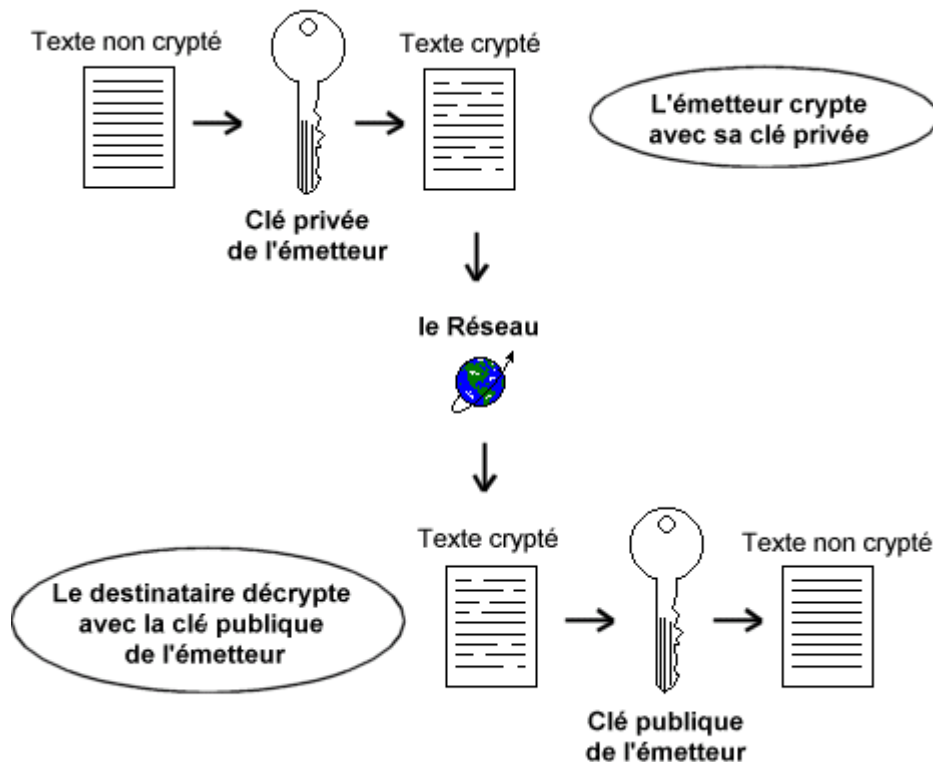 Texte non crypté
Texte crypté
L'émetteur crypte
avec sa clé privée
Clé privée
de l'émetteur
le Réseau
Texte crypté
Texte non crypté
Le destinataire décrypte
avec la clé publique
de l'émetteur
Clé publique
de l'émetteur